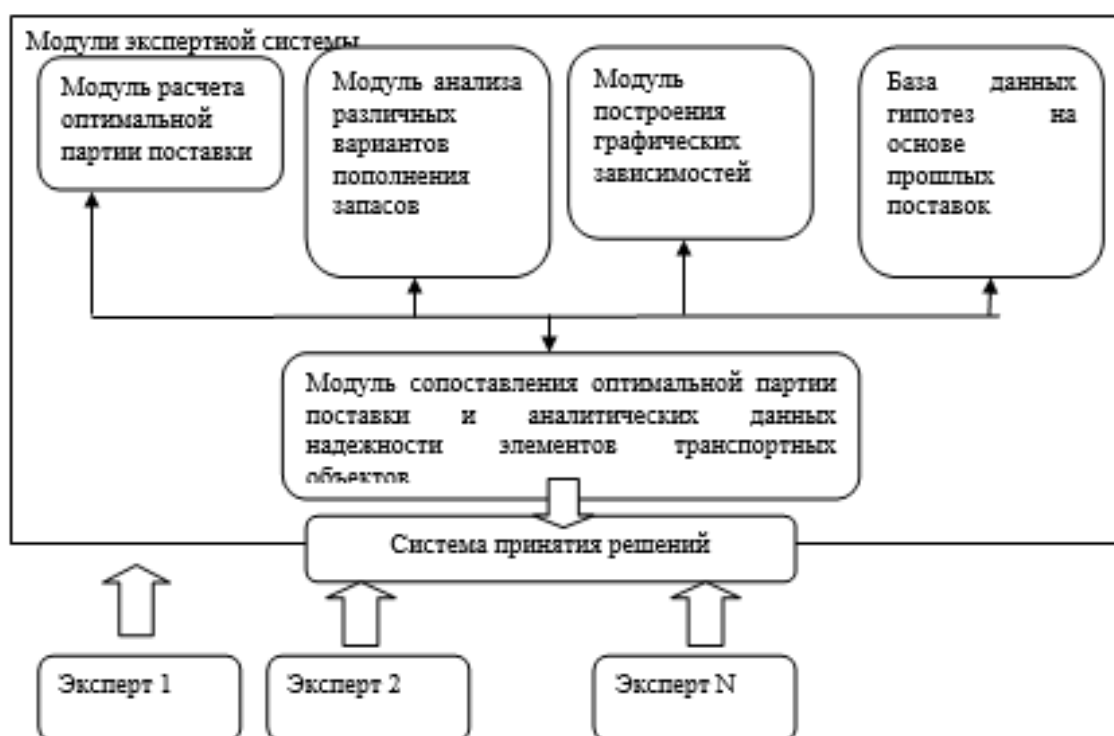 Модули экспертной системы
Модуль расчета
оптимальной
партии поставки
Модуль анализа
различных
вариантов
пополнения
запасов
Модуль
построения
графических
зависимостей
База данных
гипотез на
основе
прошлых
поставок
Модуль сопоставления оптимальной партии
поставки и аналитических данных
надежности элементов транспортных
объектов
Система принятия решений
Эксперт 1
Эксперт 2
Эксперт N